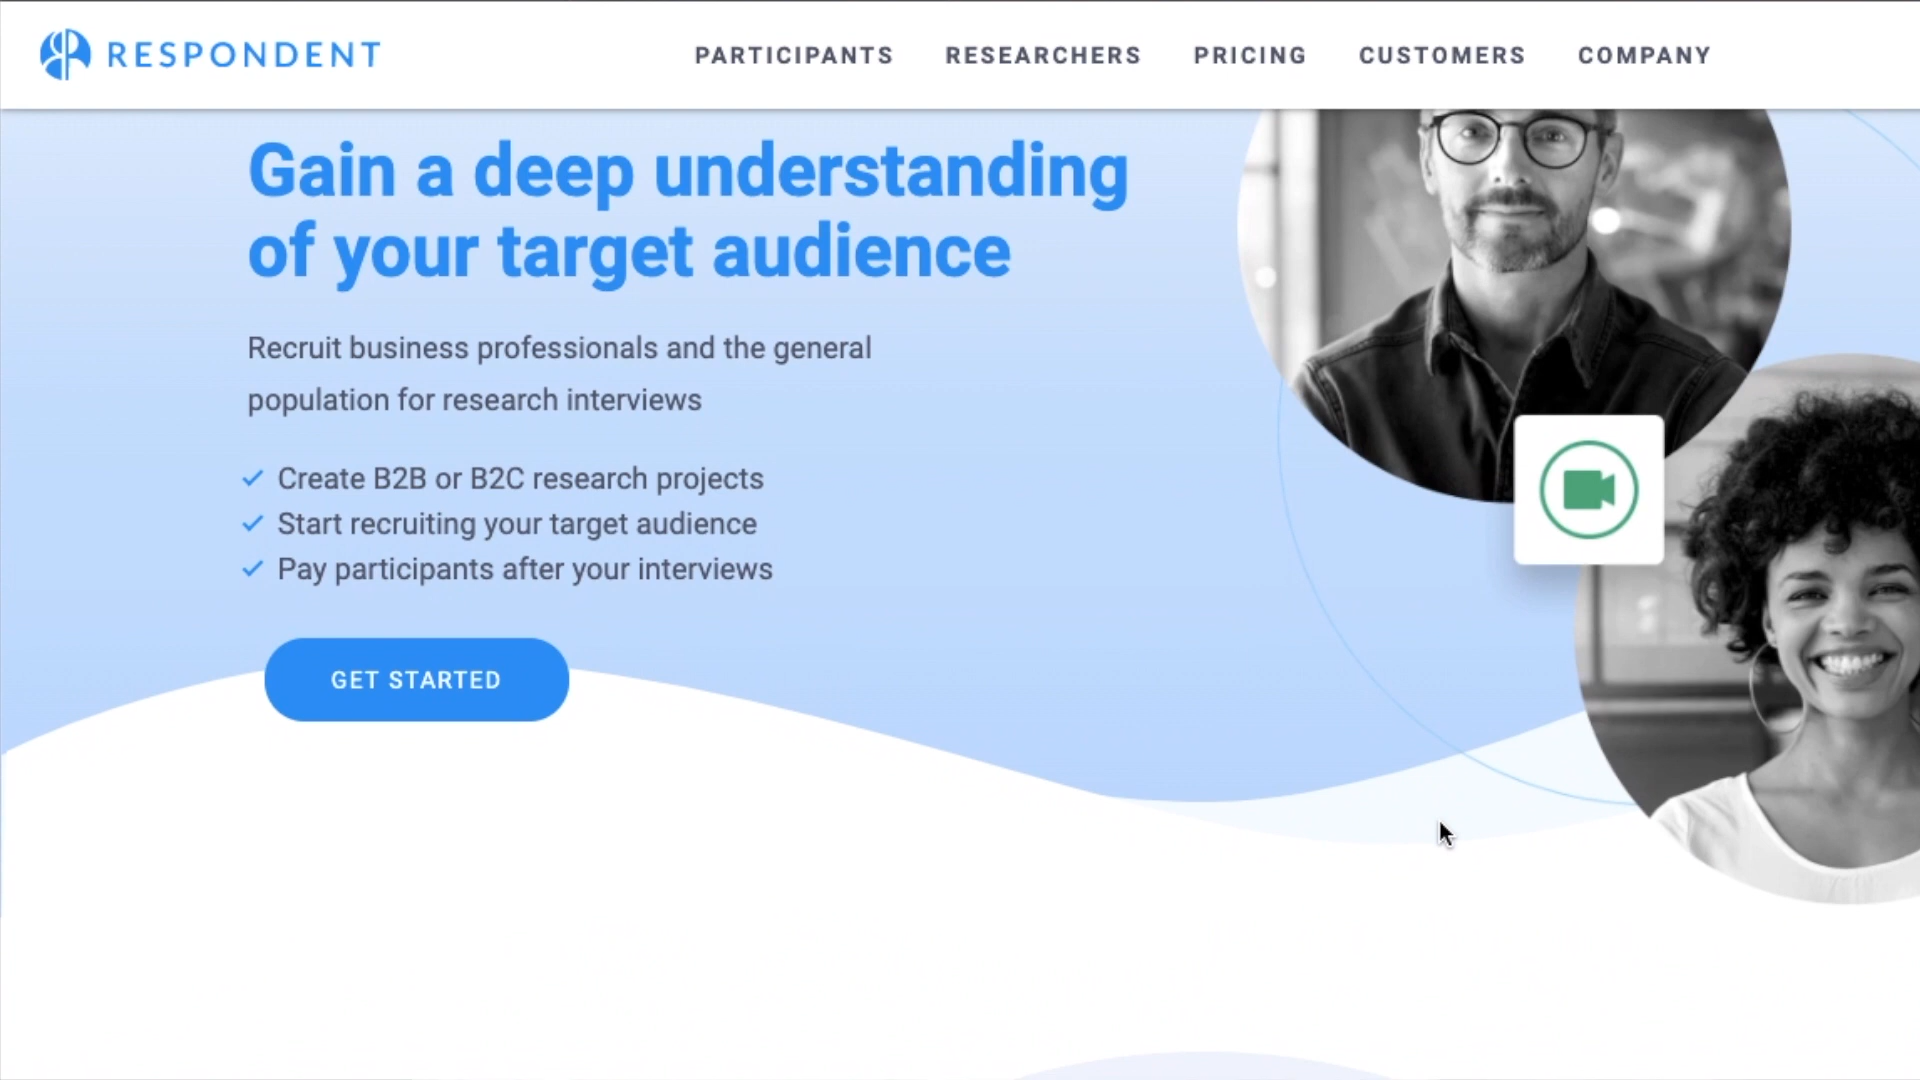 RESPONDENT
PARTICIPANTS
RESEARCHERS
PRICING
CUSTOMERS
COMPANY
Gain a deep understanding
of your target audience
Recruit business professionals and the general
population for research interviews
Create B2B or B2C research projects
Start recruiting your target audience
Pay participants after your interviews
GET STARTED